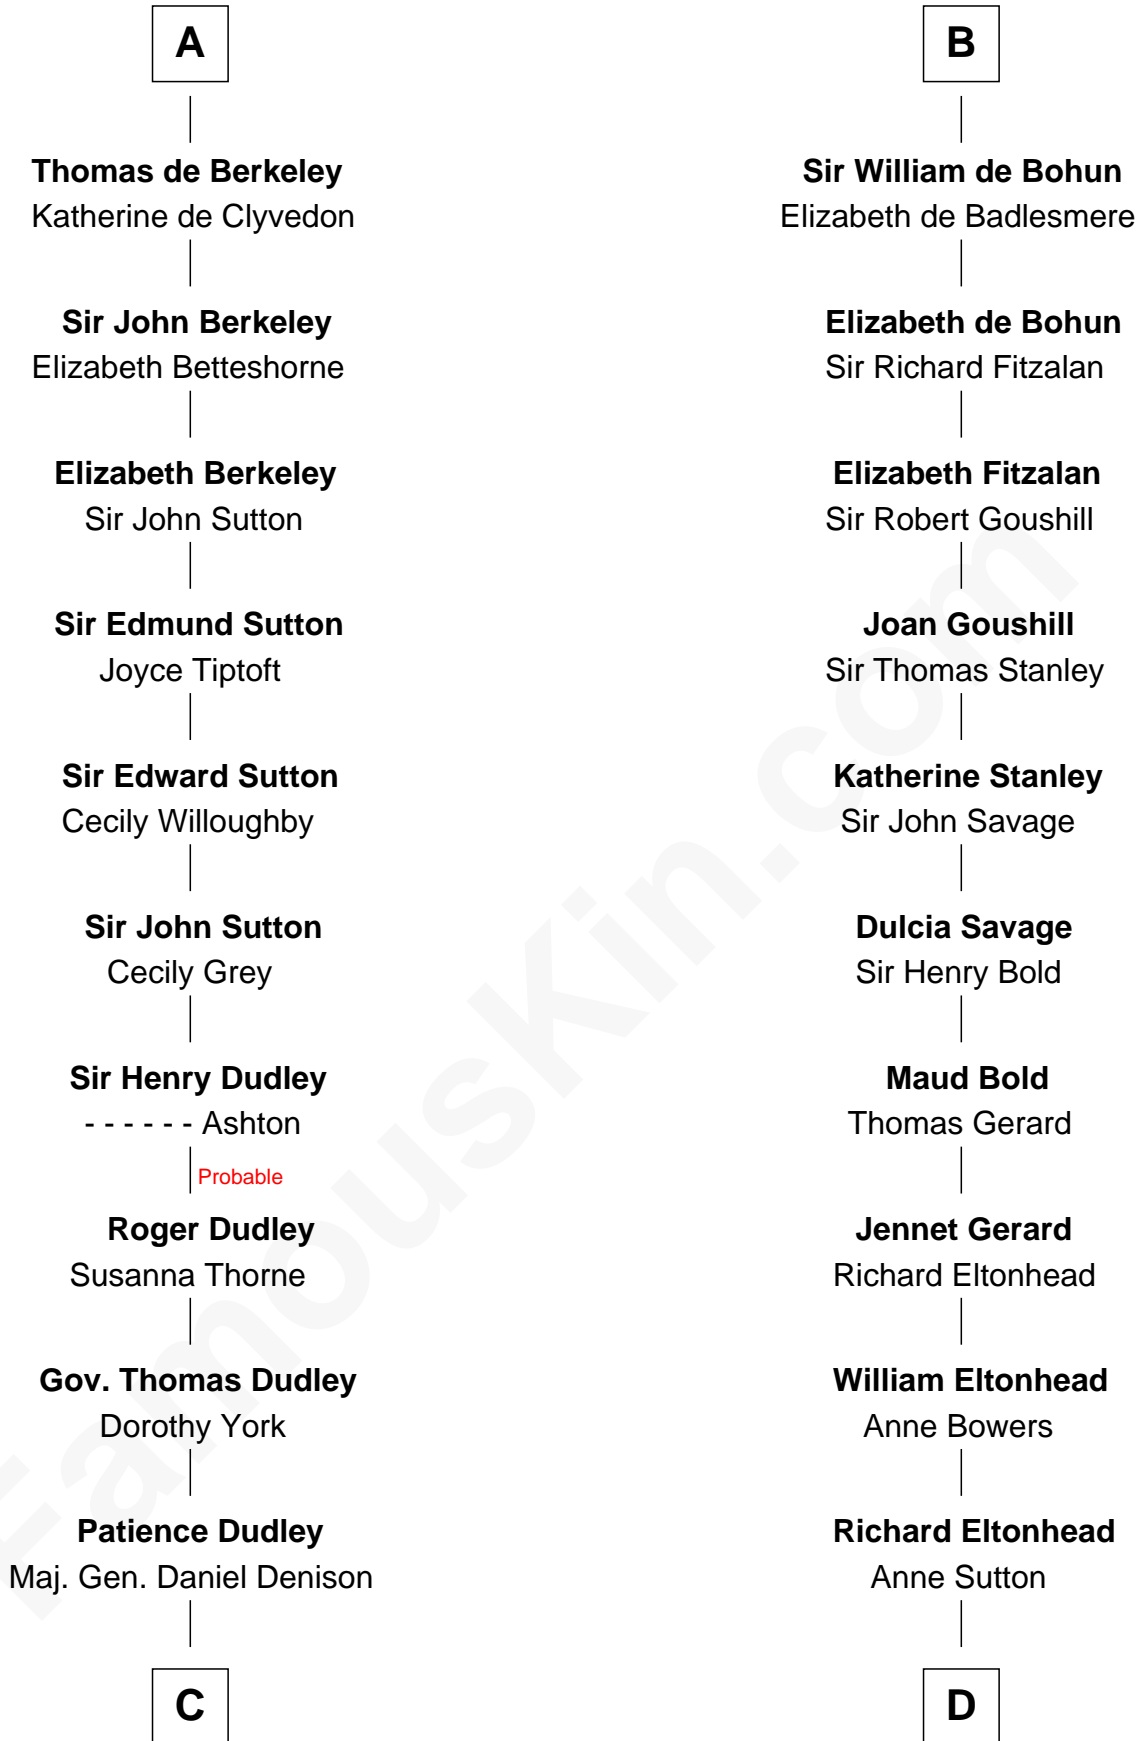 A
Thomas de Berkeley
Katherine de Clyvedon
Sir John Berkeley
Elizabeth Betteshorne
Elizabeth Berkeley
Sir John Sutton
Sir Edmund Sutton
Joyce Tiptoft
Sir Edward Sutton
Cecily Willoughby
Sir John Sutton
Cecily Grey
Sir Henry Dudley
- - - - - - Ashton
Probable
Roger Dudley
Susanna Thorne
Gov. Thomas Dudley
Dorothy York
Patience Dudley
Maj. Gen. Daniel Denison
C
B
Sir William de Bohun
Elizabeth de Badlesmere
Elizabeth de Bohun
Sir Richard Fitzalan
Elizabeth Fitzalan
Sir Robert Goushill
Joan Goushill
Sir Thomas Stanley
Katherine Stanley
Sir John Savage
Dulcia Savage
Sir Henry Bold
Maud Bold
Thomas Gerard
Jennet Gerard
Richard Eltonhead
William Eltonhead
Anne Bowers
Richard Eltonhead
Anne Sutton
D
FamousKin.com